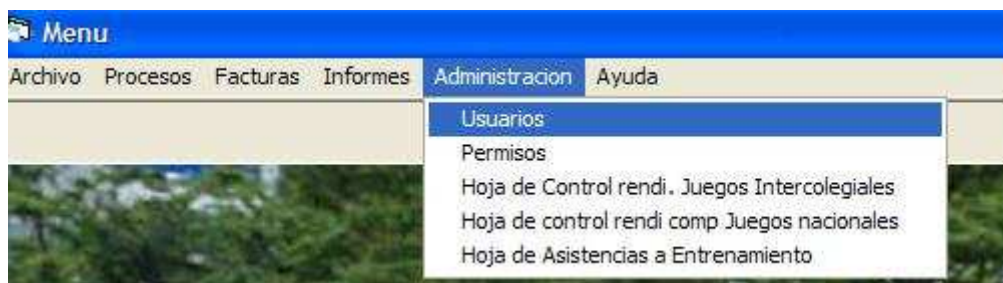 Menu
Archivo Procesos Facturas Informes Administracion Ayuda
Usuarios
Permisos
Hoja de Control rendi. Juegos Intercolegiales
Hoja de control rendi comp Juegos nacionales
Hoja de Asistencias a Entrenamiento